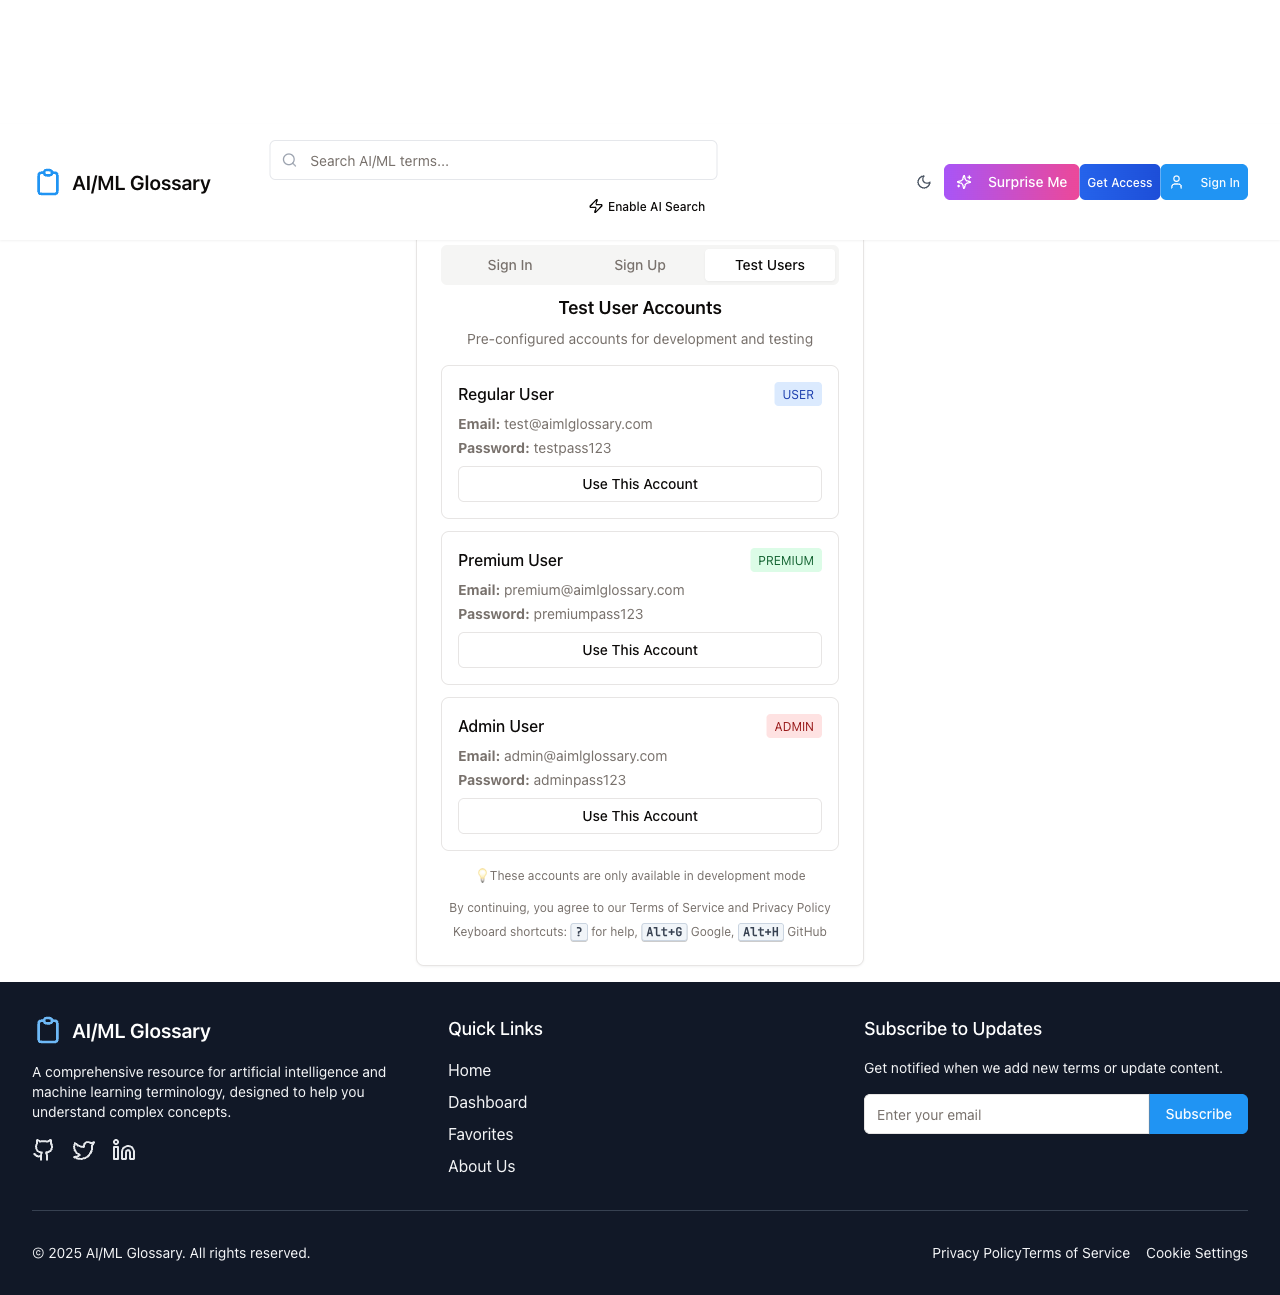 AI/ML Glossary
Search AI/ML terms...
Enable AI Search
Surprise Me
Get Access
Sign In
Sign In
Sign Up
Test Users
Test User Accounts
Pre-configured accounts for development and testing
Regular User
USER
Email: test@aimlglossary.com
Password: testpass123
Use This Account
Premium User
PREMIUM
Email: premium@aimlglossary.com
Password: premiumpass123
Use This Account
Admin User
ADMIN
Email: admin@aimlglossary.com
Password: adminpass123
Use This Account
💡These accounts are only available in development mode
By continuing, you agree to our Terms of Service and Privacy Policy
Keyboard shortcuts: ? for help, Alt+G Google, Alt+H GitHub
AI/ML Glossary
A comprehensive resource for artificial intelligence and
machine learning terminology, designed to help you
understand complex concepts.
Quick Links
Home
Dashboard
Favorites
About Us
Subscribe to Updates
Get notified when we add new terms or update content.
Enter your email
Subscribe
© 2025 AI/ML Glossary. All rights reserved.
Privacy Policy
Terms of Service
Cookie Settings